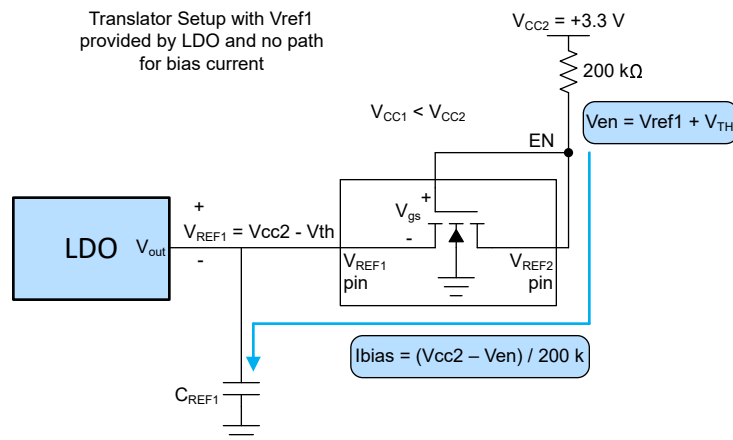 Translator Setup with Vref1
provided by LDO and no path
for bias current
VCC2 = +3.3 V
200 kΩ
VCC1 < VCC2
Ven = Vref1 + VTH
EN
+
Vgs
-
+
VREF1 = Vcc2 - Vth
-
LDO
Vout
VREF1
pin
VREF2
pin
Ibias = (Vcc2 – Ven) / 200 k
CREF1